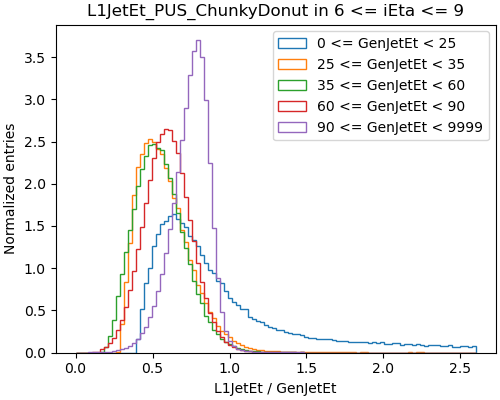 L1JetEt_PUS_ChunkyDonut in 6 <= iEta <= 9
0 <= GenJetEt < 25
25 <= GenJetEt < 35
35 <= GenJetEt < 60
60 <= GenJetEt < 90
90 <= GenJetEt < 9999
Normalized entries
3.5
3.0
2.5
2.0
1.5
1.0
0.5
0.0
0.0 0.5 1.0 1.5 2.0 2.5
L1JetEt / GenJetEt